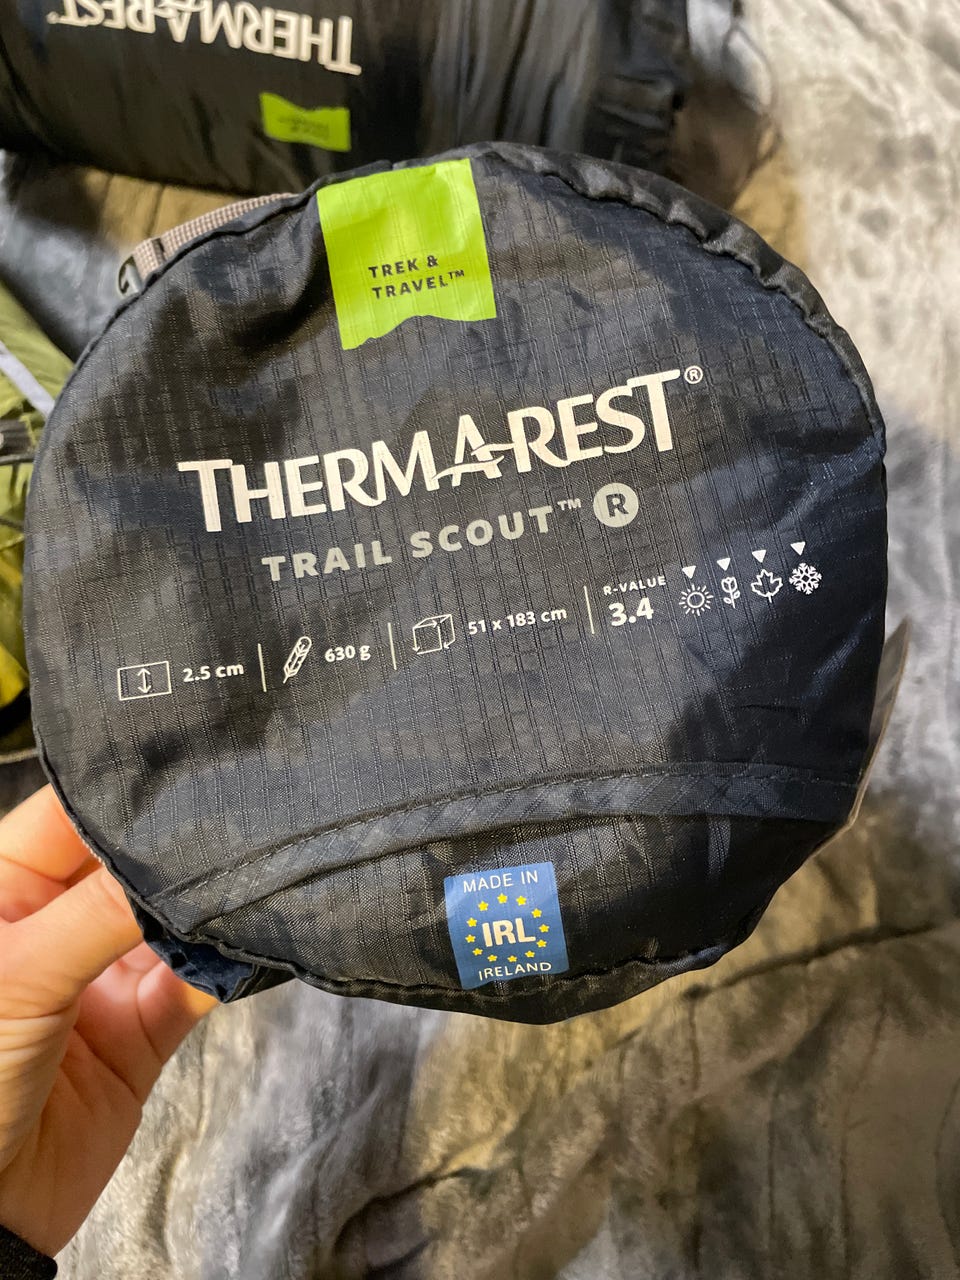 THERMAREST
TREK &
TRAVEL™
THERMAREST®
TRAIL SCOUT™ R
2.5 cm
630 g
51 x 183 cm
R-VALUE
3.4
MADE IN
IRL
IRELAND